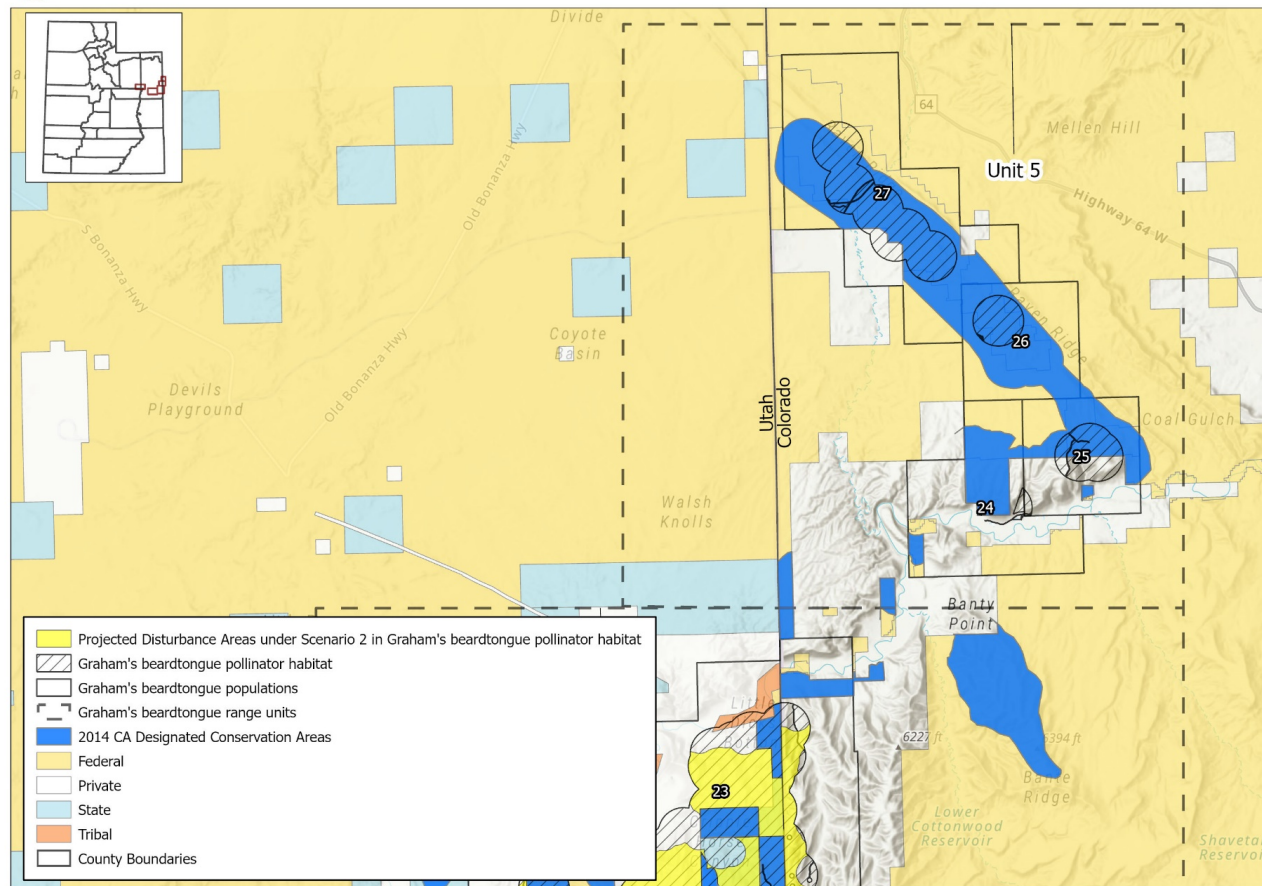 Divide
64
Mellen Hill
Unit 5
Old Bonanza Hwy
S Bonanza Hwy
27
Highway 64 W
Raven Ridge
26
Coyote
Basin
Old Bonanza Hwy
Devils
Playground
Utah
Colorado
Coal Gulch
25
24
Walsh
Knolls
Banty
Point
Projected Disturbance Areas under Scenario 2 in Graham's beardtongue pollinator habitat
Graham's beardtongue pollinator habitat
Graham's beardtongue populations
Graham's beardtongue range units
2014 CA Designated Conservation Areas
Federal
Private
State
Tribal
County Boundaries
6227 ft
6394 ft
23
Ridge
Lower
Cottonwood
Reservoir
Reservoir